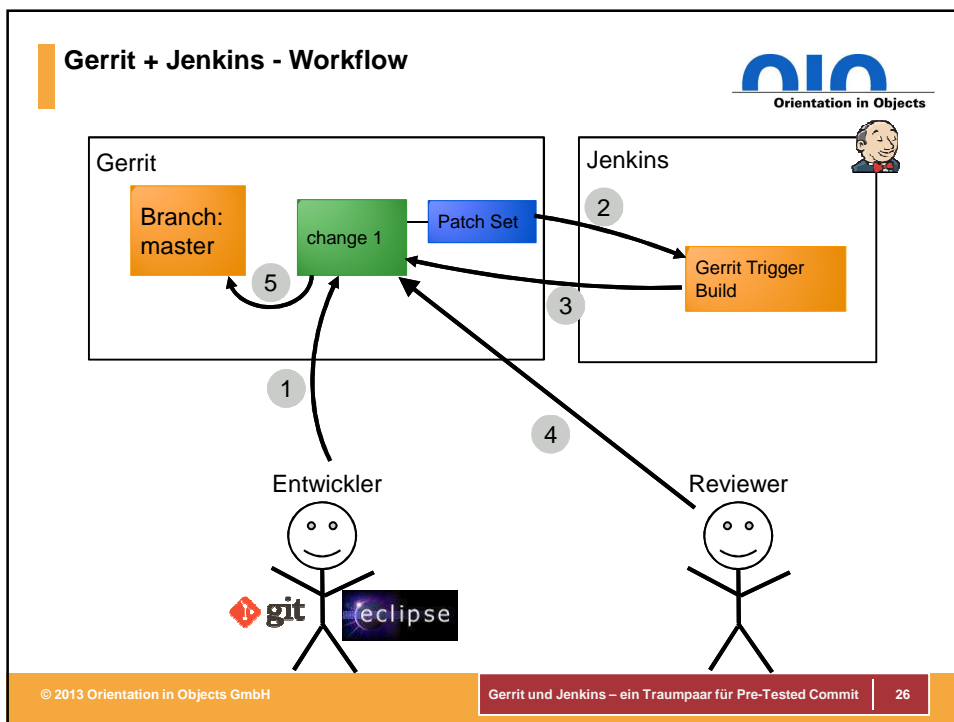 Gerrit + Jenkins - Workflow
OIO
Orientation in Objects
Gerrit
Jenkins
Branch:
master
change 1
Patch Set
2
Gerrit Trigger
Build
5
3
1
4
Entwickler
Reviewer
git
eclipse
© 2013 Orientation in Objects GmbH
Gerrit und Jenkins – ein Traumpaar für Pre-Tested Commit
26